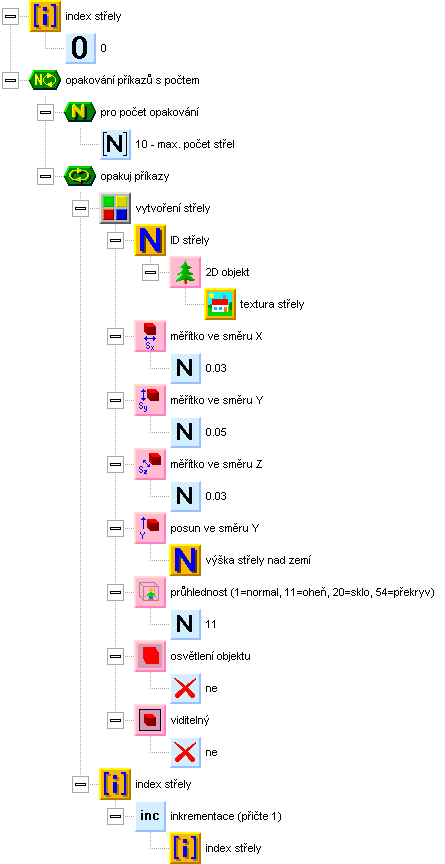 [i] index střely
0 0
N opakování příkazů s počtem
N pro počet opakování
[N] 10 - max. počet střel
opakuj příkazy
vytvoření střely
N ID střely
2D objekt
textura střely
Sx měřítko ve směru X
N 0.03
Sy měřítko ve směru Y
N 0.05
Sz měřítko ve směru Z
N 0.03
Y posun ve směru Y
N výška střely nad zemí
průhlednost (1=normal, 11=oheň, 20=sklo, 54=překryv)
N 11
osvětlení objektu
ne
viditelný
ne
[i] index střely
inc inkrementace (přičte 1)
[i] index střely